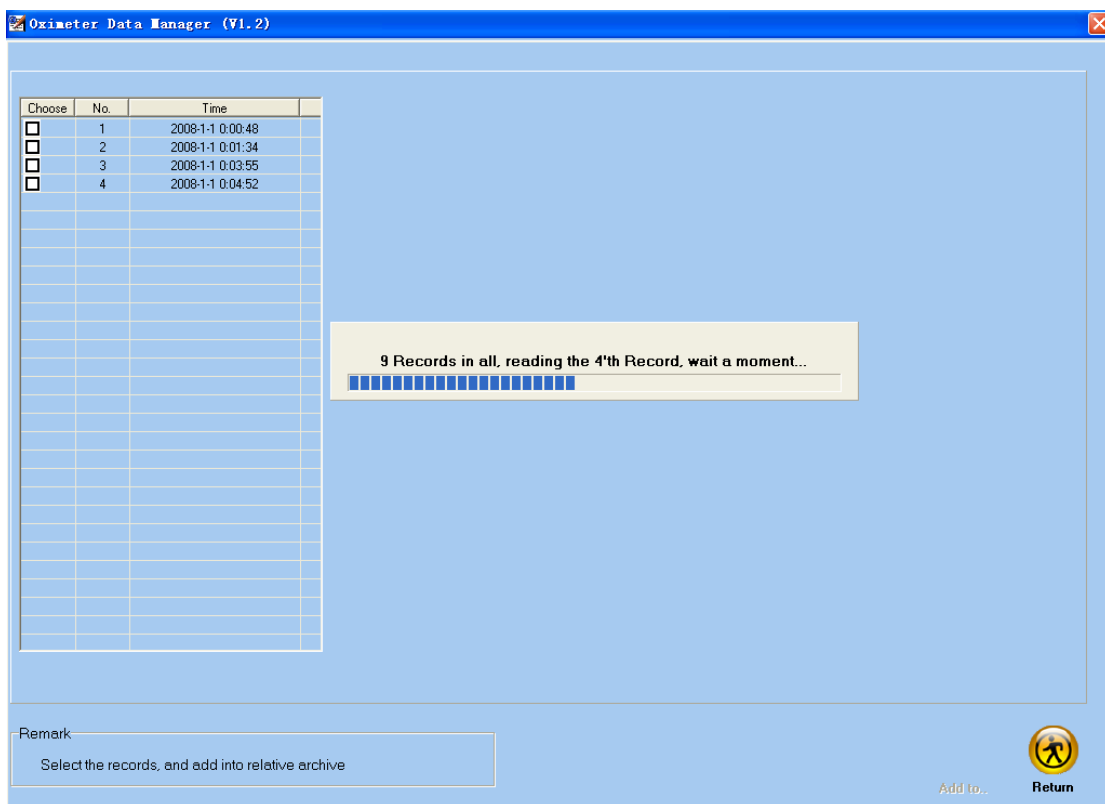 Oximeter Data Manager (V1.2)
Choose No. Time
1 2008-1-1 0:00:48
2 2008-1-1 0:01:34
3 2008-1-1 0:03:55
4 2008-1-1 0:04:52
9 Records in all, reading the 4'th Record, wait a moment...
Remark
Select the records, and add into relative archive
Add to.. Return